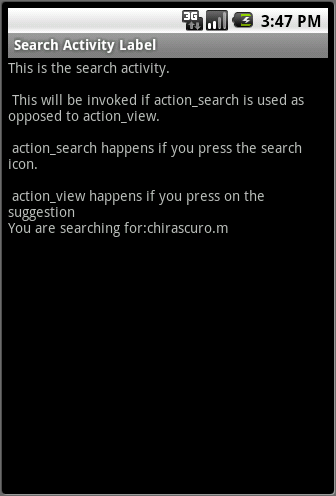 3G 3:47 PM
Search Activity Label
This is the search activity.
This will be invoked if action_search is used as
opposed to action_view.
action_search happens if you press the search
icon.
action_view happens if you press on the
suggestion
You are searching for:chirascuro.m